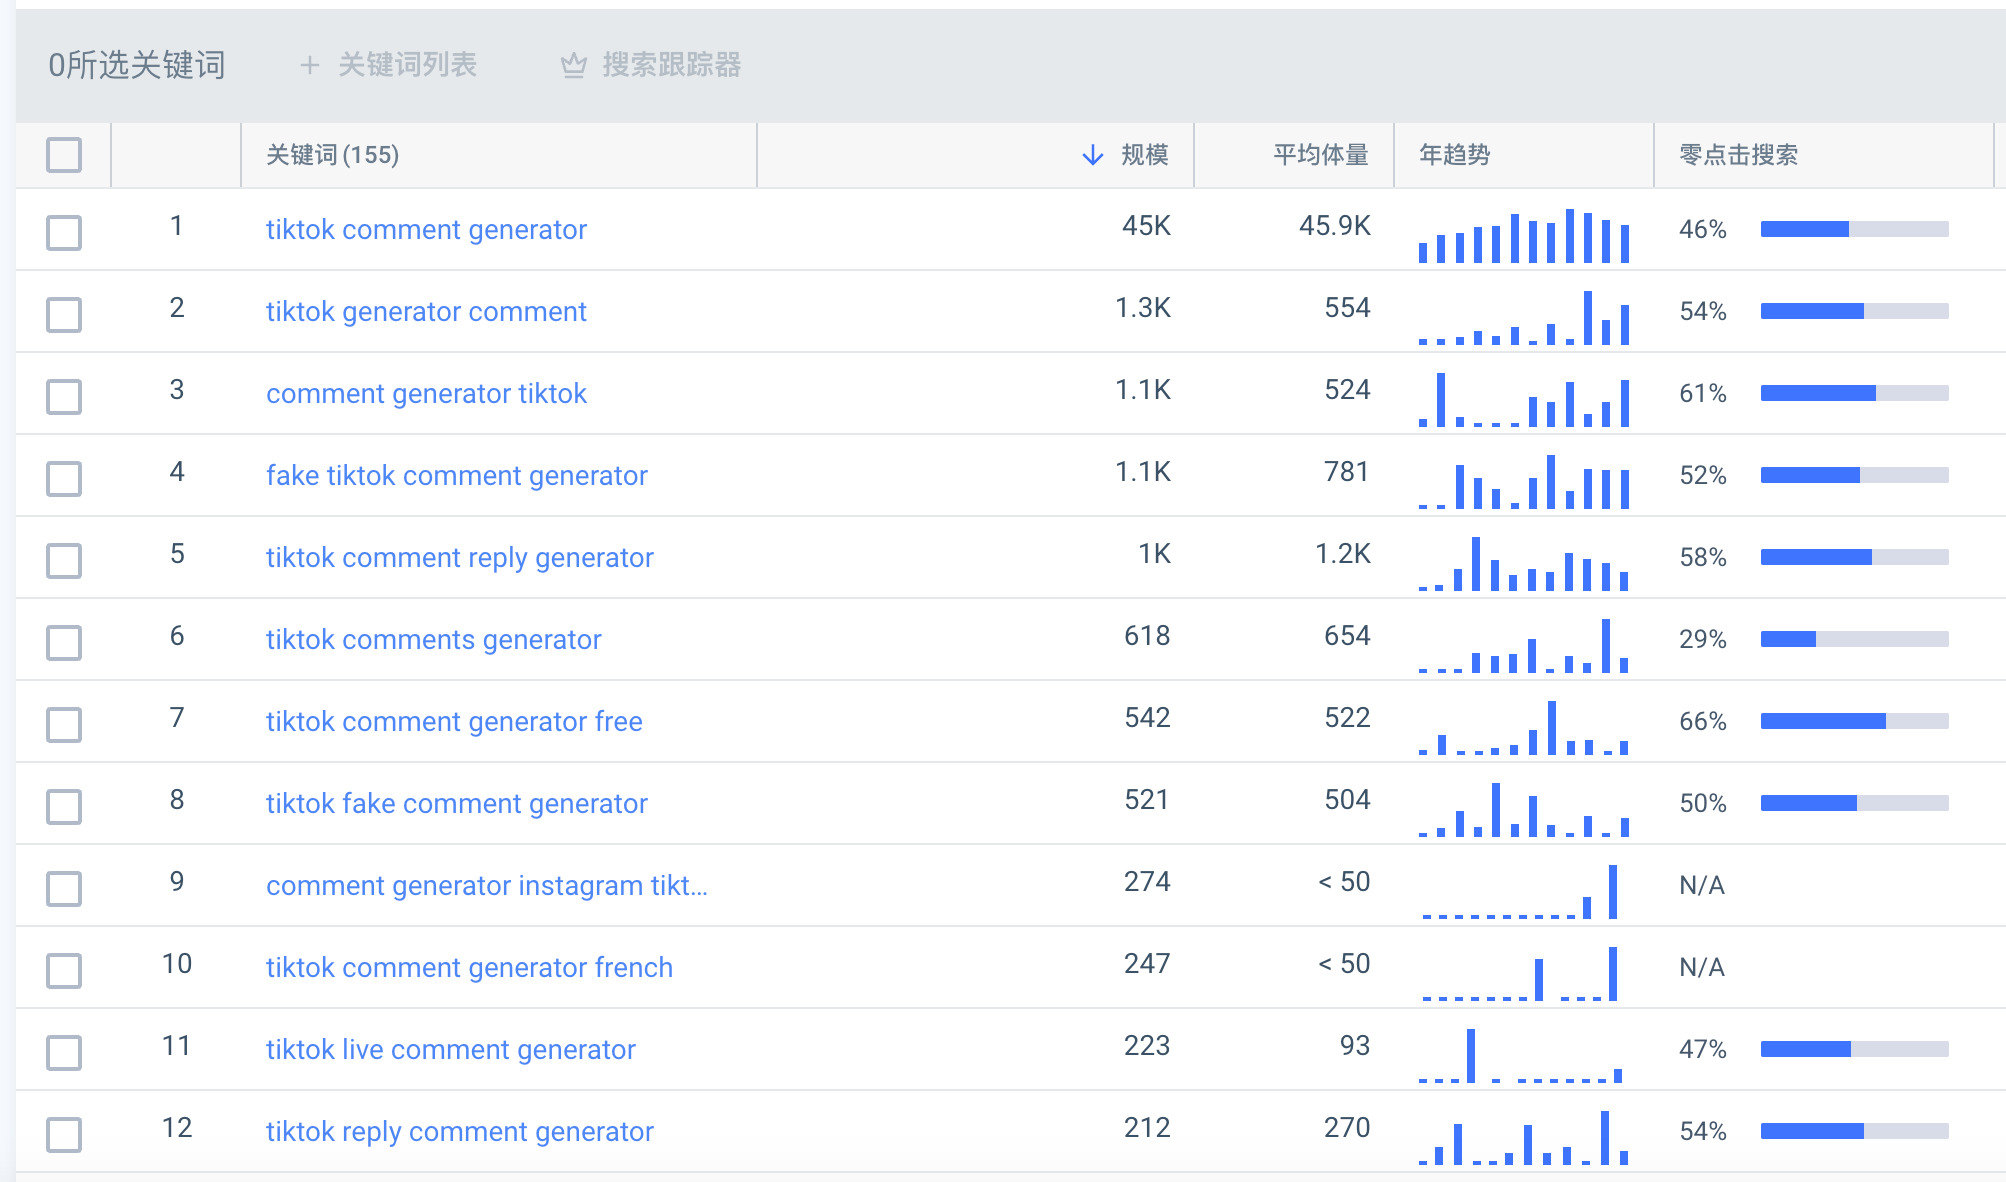 0所选关键词 + 关键词列表 搜索跟踪器
关键词 (155) 规模 平均体量 年趋势 零点击搜索
1 tiktok comment generator 45K 45.9K 46%
2 tiktok generator comment 1.3K 554 54%
3 comment generator tiktok 1.1K 524 61%
4 fake tiktok comment generator 1.1K 781 52%
5 tiktok comment reply generator 1K 1.2K 58%
6 tiktok comments generator 618 654 29%
7 tiktok comment generator free 542 522 66%
8 tiktok fake comment generator 521 504 50%
9 comment generator instagram tikt... 274 < 50 N/A
10 tiktok comment generator french 247 < 50 N/A
11 tiktok live comment generator 223 93 47%
12 tiktok reply comment generator 212 270 54%